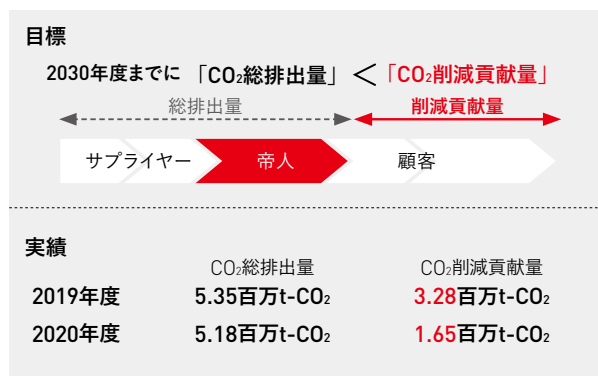 目標
2030年度までに 「CO₂総排出量」 < 「CO₂削減貢献量」
総排出量 削減貢献量
サプライヤー 帝人 顧客
実績
CO₂総排出量 CO₂削減貢献量
2019年度 5.35百万t-CO₂ 3.28百万t-CO₂
2020年度 5.18百万t-CO₂ 1.65百万t-CO₂